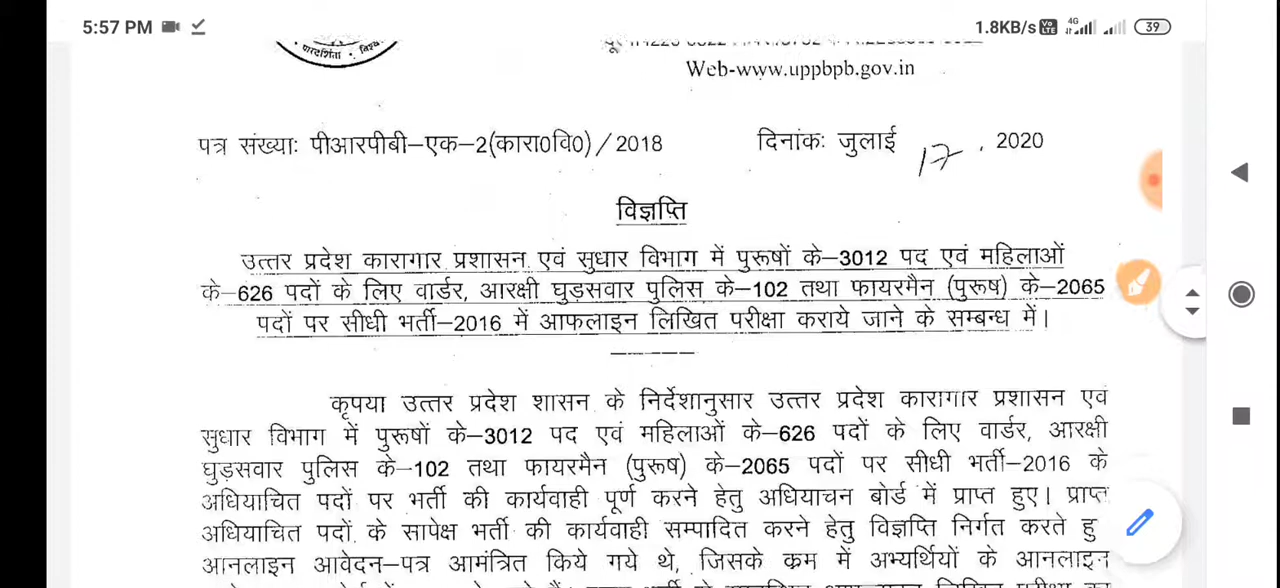 5:57 PM
1.8KB/s Vo LTE 4G 39
पारदर्शिता
Web-www.uppbpb.gov.in
पत्र संख्याः पीआरपीबी–एक–2(कारा0वि0)/2018 दिनांकः जुलाई 17, 2020
विज्ञप्ति
उत्तर प्रदेश कारागार प्रशासन एवं सुधार विभाग में पुरूषों के–3012 पद एवं महिलाओं
के–626 पदों के लिए वार्डर, आरक्षी घुड़सवार पुलिस के–102 तथा फायरमैन (पुरूष) के–2065
पदों पर सीधी भर्ती–2016 में आफलाइन लिखित परीक्षा कराये जाने के सम्बन्ध में।
कृपया उत्तर प्रदेश शासन के निर्देशानुसार उत्तर प्रदेश कारागार प्रशासन एवं
सुधार विभाग में पुरूषों के–3012 पद एवं महिलाओं के–626 पदों के लिए वार्डर, आरक्षी
घुड़सवार पुलिस के–102 तथा फायरमैन (पुरूष) के–2065 पदों पर सीधी भर्ती–2016 के
अधियाचित पदों पर भर्ती की कार्यवाही पूर्ण करने हेतु अधियाचन बोर्ड में प्राप्त हुए। प्राप्त
अधियाचित पदों के सापेक्ष भर्ती की कार्यवाही सम्पादित करने हेतु विज्ञप्ति निर्गत करते हु
आनलाइन आवेदन–पत्र आमंत्रित किये गये थे, जिसके क्रम में अभ्यर्थियों के आनलाइन